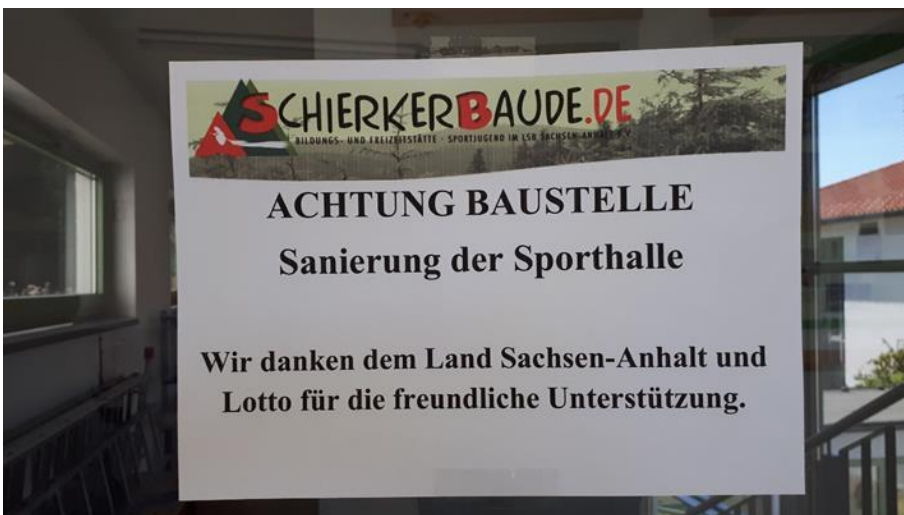 SCHIERKERBAUDE.DE
BILDUNGS- UND FREIZEITSTÄTTE - SPORTJUGEND IM LSB SACHSEN-ANHALT E.V.
ACHTUNG BAUSTELLE
Sanierung der Sporthalle
Wir danken dem Land Sachsen-Anhalt und
Lotto für die freundliche Unterstützung.